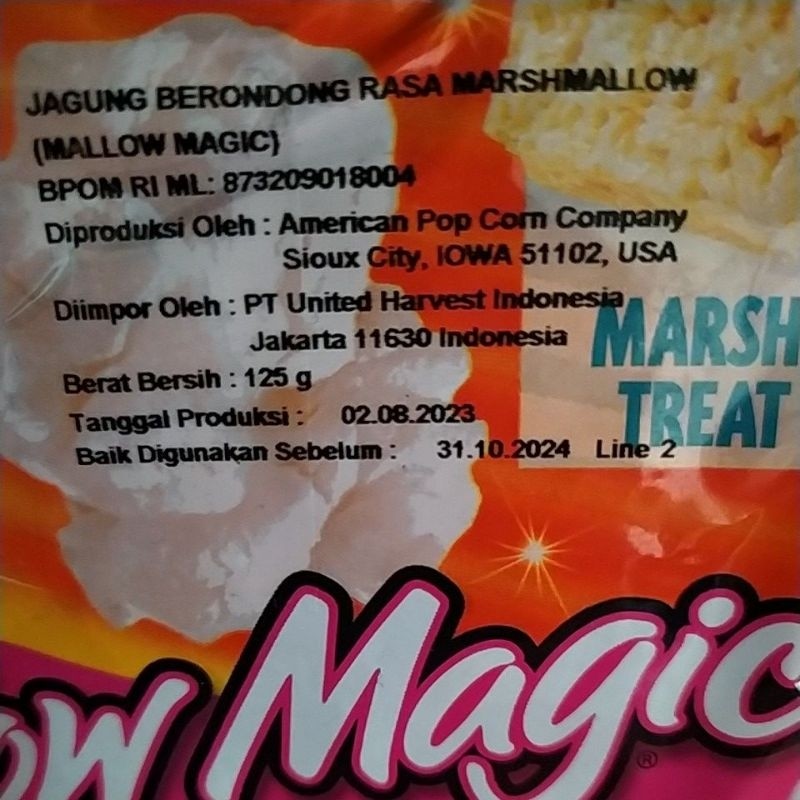 JAGUNG BERONDONG RASA MARSHMALLOW
(MALLOW MAGIC)
BPOM RI ML: 873209018004
Diproduksi Oleh : American Pop Corn Company
Sioux City, IOWA 51102, USA
Diimpor Oleh : PT United Harvest Indonesia
Jakarta 11630 Indonesia
Berat Bersih : 125 g
Tanggal Produksi : 02.08.2023
Baik Digunakan Sebelum : 31.10.2024 Line 2
MARSH
TREAT
ow Magic
®